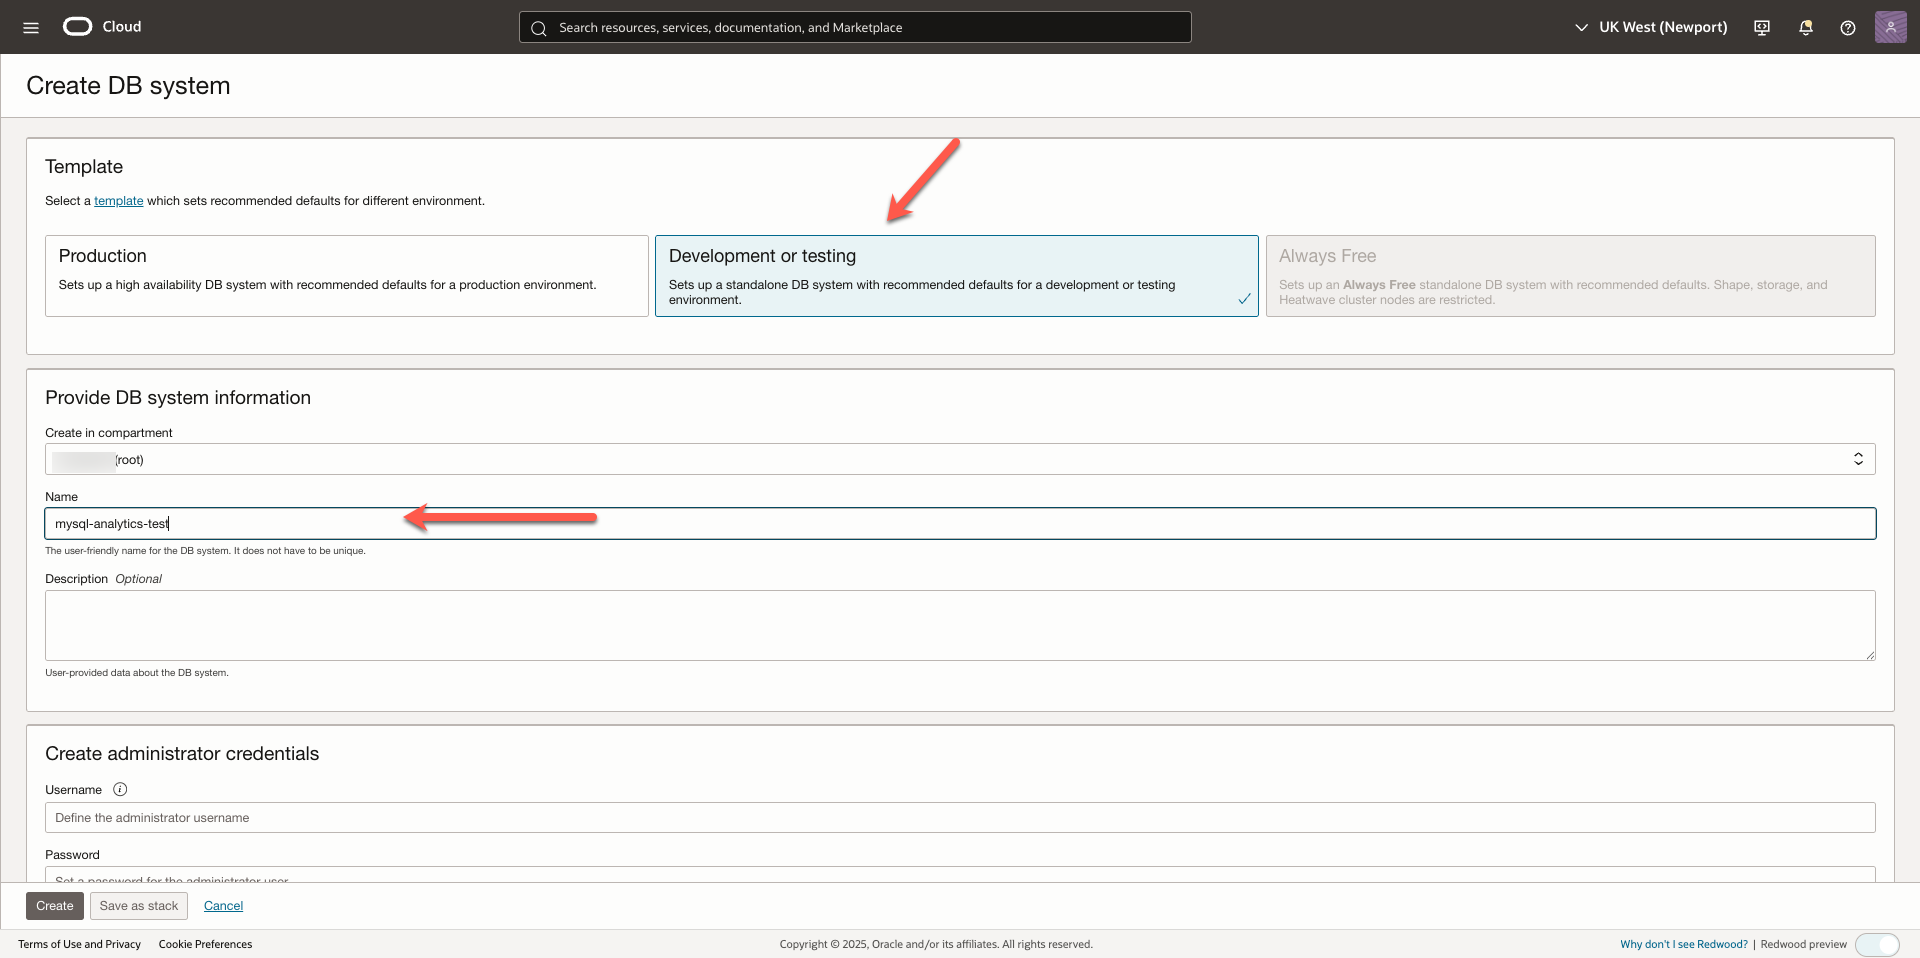 Cloud
Search resources, services, documentation, and Marketplace
UK West (Newport)
Create DB system
Template
Select a template which sets recommended defaults for different environment.
Production
Sets up a high availability DB system with recommended defaults for a production environment.
Development or testing
Sets up a standalone DB system with recommended defaults for a development or testing
environment.
Always Free
Sets up an Always Free standalone DB system with recommended defaults. Shape, storage, and
Heatwave cluster nodes are restricted.
Provide DB system information
Create in compartment
(root)
Name
mysql-analytics-test
The user-friendly name for the DB system. It does not have to be unique.
Description Optional
User-provided data about the DB system.
Create administrator credentials
Username
Define the administrator username
Password
Set a password for the administrator user
Create
Save as stack
Cancel
Terms of Use and Privacy
Cookie Preferences
Copyright © 2025, Oracle and/or its affiliates. All rights reserved.
Why don't I see Redwood? | Redwood preview